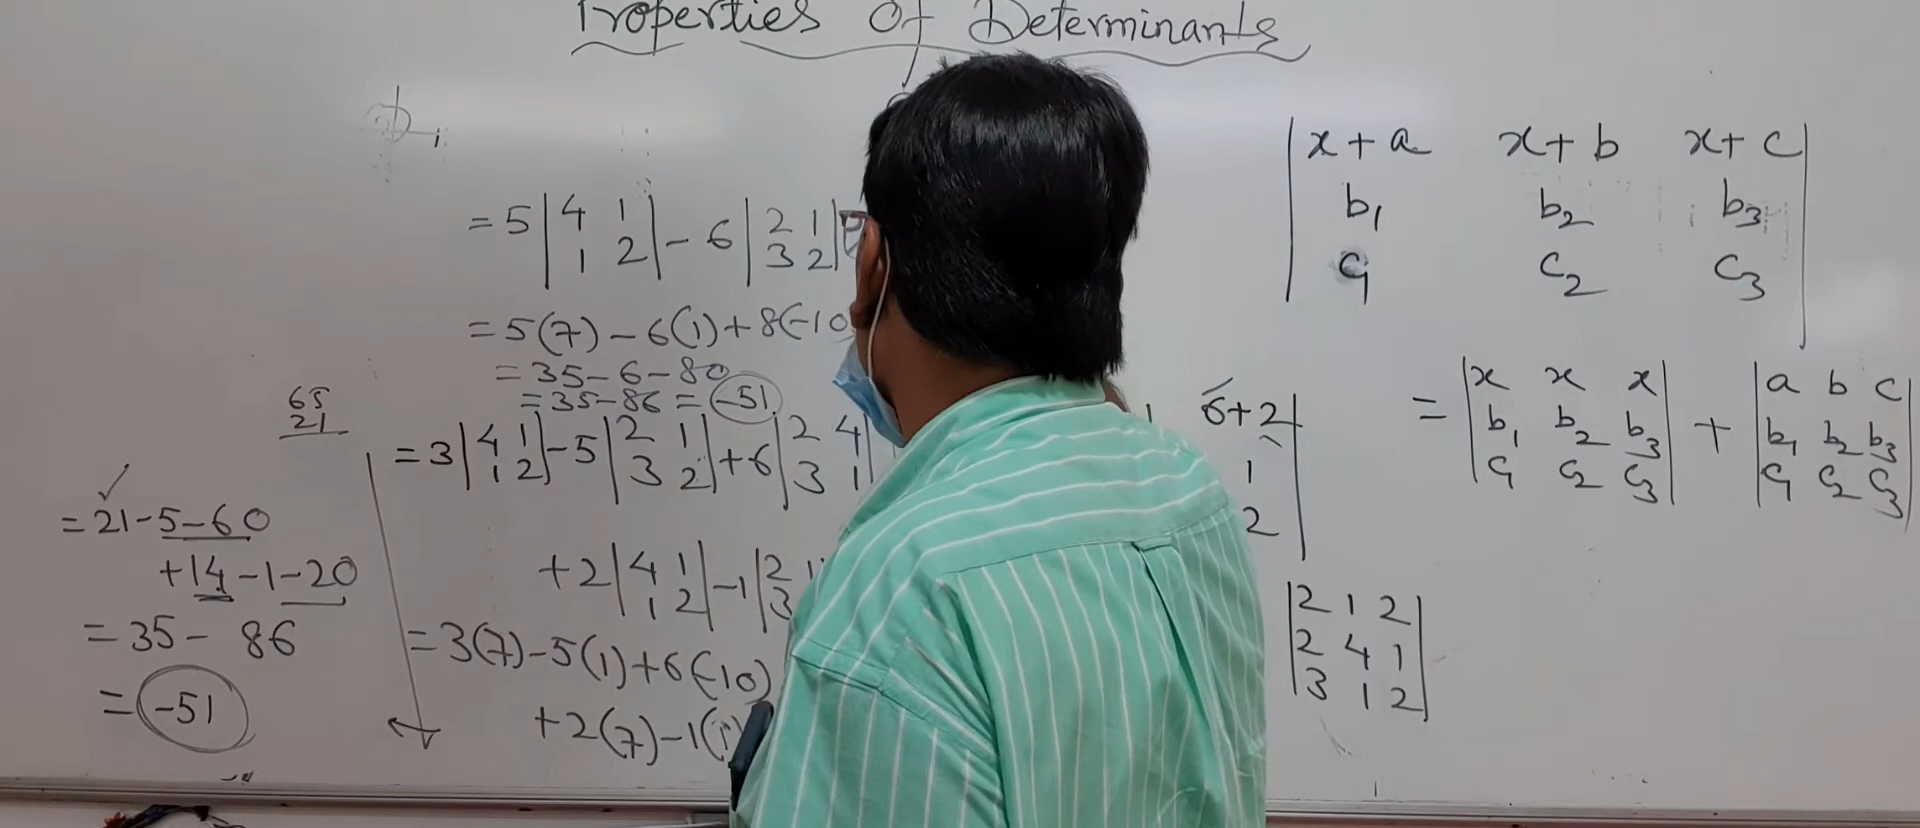 Properties Of Determinants
= 5 |4 1| - 6 |2 1|
|1 2| |3 2|
= 5(7) - 6(1) + 8(-10
= 35 - 6 - 80
= 35 - 86 = -51
= 3 |4 1| - 5 |2 1| + 6 |2 4|
|1 2| |3 2| |3 1|
+ 2 |4 1| - 1 |2 1
|1 2| |3
= 3(7) - 5(1) + 6(-10)
+ 2(7) - 1(1)
65
21
✓
= 21 - 5 - 60
+ 14 - 1 - 20
= 35 - 86
= -51
6+2|
1|
2|
|2 1 2|
|2 4 1|
|3 1 2|
|x + a x + b x + c|
|b₁ b₂ b₃|
|c₁ c₂ c₃|
= |x x x| + |a b c|
|b₁ b₂ b₃| |b₁ b₂ b₃|
|c₁ c₂ c₃| |c₁ c₂ c₃|